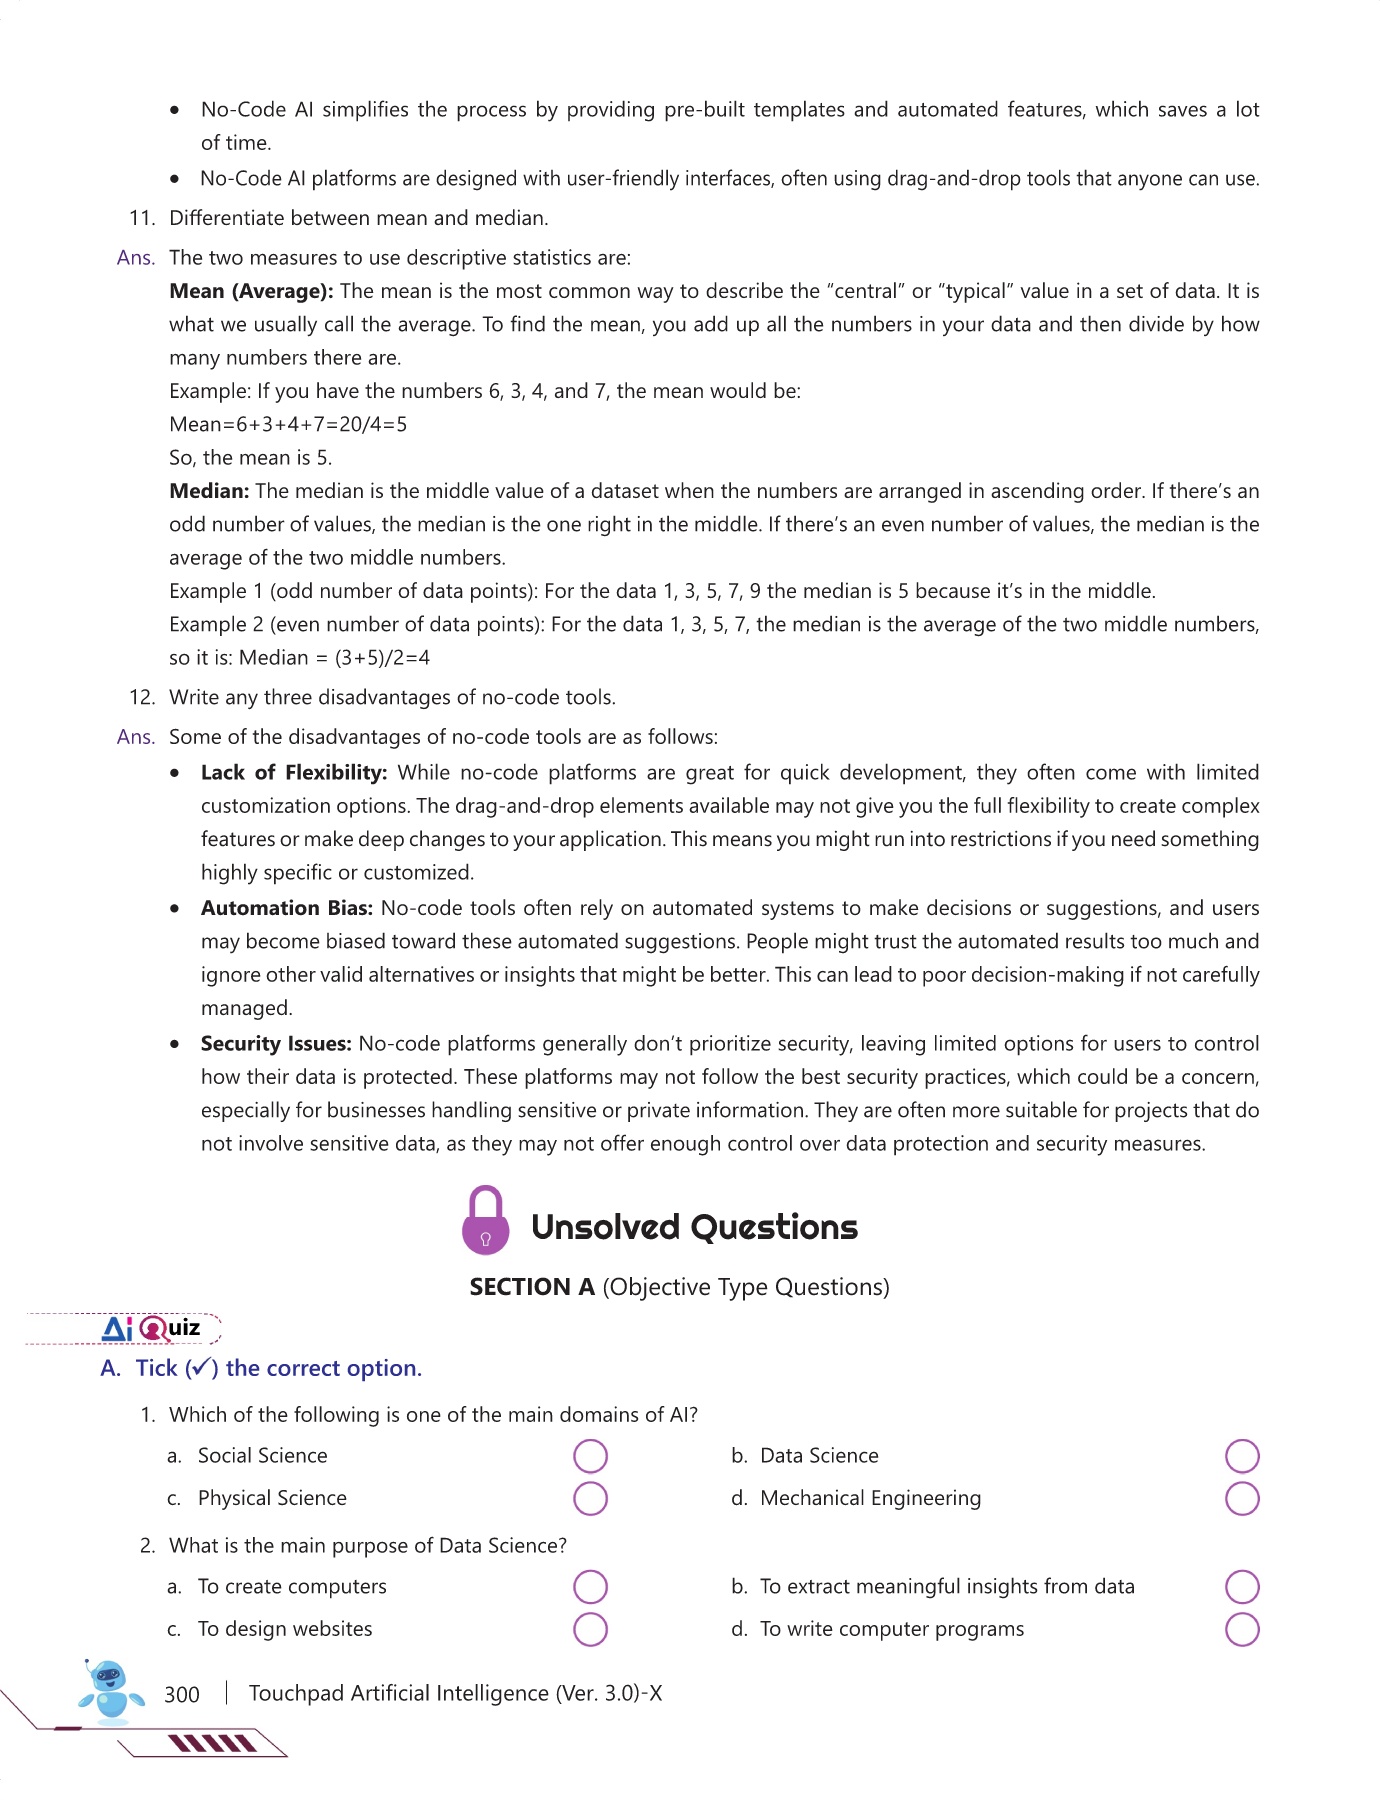 • No-Code AI simplifies the process by providing pre-built templates and automated features, which saves a lot
of time.
• No-Code AI platforms are designed with user-friendly interfaces, often using drag-and-drop tools that anyone can use.
11. Differentiate between mean and median.
Ans. The two measures to use descriptive statistics are:
Mean (Average): The mean is the most common way to describe the “central” or “typical” value in a set of data. It is
what we usually call the average. To find the mean, you add up all the numbers in your data and then divide by how
many numbers there are.
Example: If you have the numbers 6, 3, 4, and 7, the mean would be:
Mean=6+3+4+7=20/4=5
So, the mean is 5.
Median: The median is the middle value of a dataset when the numbers are arranged in ascending order. If there’s an
odd number of values, the median is the one right in the middle. If there’s an even number of values, the median is the
average of the two middle numbers.
Example 1 (odd number of data points): For the data 1, 3, 5, 7, 9 the median is 5 because it’s in the middle.
Example 2 (even number of data points): For the data 1, 3, 5, 7, the median is the average of the two middle numbers,
so it is: Median = (3+5)/2=4
12. Write any three disadvantages of no-code tools.
Ans. Some of the disadvantages of no-code tools are as follows:
• Lack of Flexibility: While no-code platforms are great for quick development, they often come with limited
customization options. The drag-and-drop elements available may not give you the full flexibility to create complex
features or make deep changes to your application. This means you might run into restrictions if you need something
highly specific or customized.
• Automation Bias: No-code tools often rely on automated systems to make decisions or suggestions, and users
may become biased toward these automated suggestions. People might trust the automated results too much and
ignore other valid alternatives or insights that might be better. This can lead to poor decision-making if not carefully
managed.
• Security Issues: No-code platforms generally don’t prioritize security, leaving limited options for users to control
how their data is protected. These platforms may not follow the best security practices, which could be a concern,
especially for businesses handling sensitive or private information. They are often more suitable for projects that do
not involve sensitive data, as they may not offer enough control over data protection and security measures.
Unsolved Questions
SECTION A (Objective Type Questions)
Ai Quiz
A. Tick (✓) the correct option.
1. Which of the following is one of the main domains of AI?
a. Social Science b. Data Science
c. Physical Science d. Mechanical Engineering
2. What is the main purpose of Data Science?
a. To create computers b. To extract meaningful insights from data
c. To design websites d. To write computer programs
300 | Touchpad Artificial Intelligence (Ver. 3.0)-X